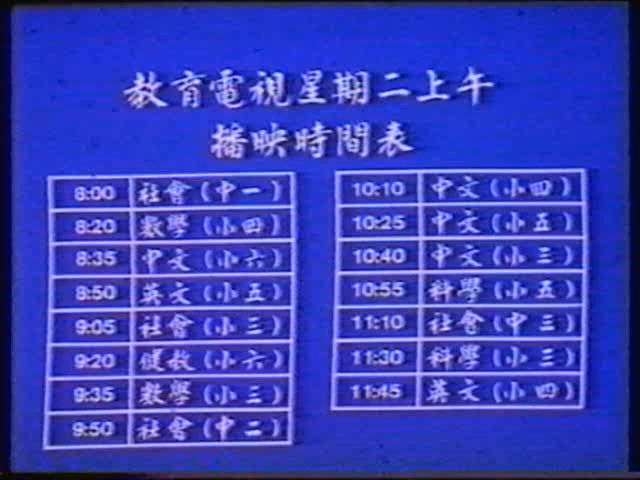 教育電視星期二上午
播映時間表
8:00 社會(中一)
8:20 數學(小四)
8:35 中文(小六)
8:50 英文(小五)
9:05 社會(小三)
9:20 健教(小六)
9:35 數學(小三)
9:50 社會(中二)
10:10 中文(小四)
10:25 中文(小五)
10:40 中文(小三)
10:55 科學(小五)
11:10 社會(中三)
11:30 科學(小三)
11:45 英文(小四)